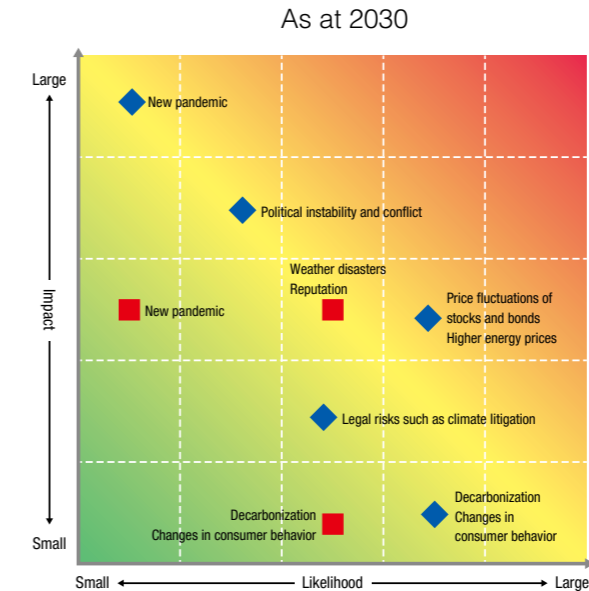 As at 2030
Large
New pandemic
Political instability and conflict
Weather disasters
Reputation
New pandemic
Price fluctuations of
stocks and bonds
Higher energy prices
Impact
Legal risks such as climate litigation
Decarbonization
Changes in consumer behavior
Decarbonization
Changes in
consumer behavior
Small
Small
Likelihood
Large